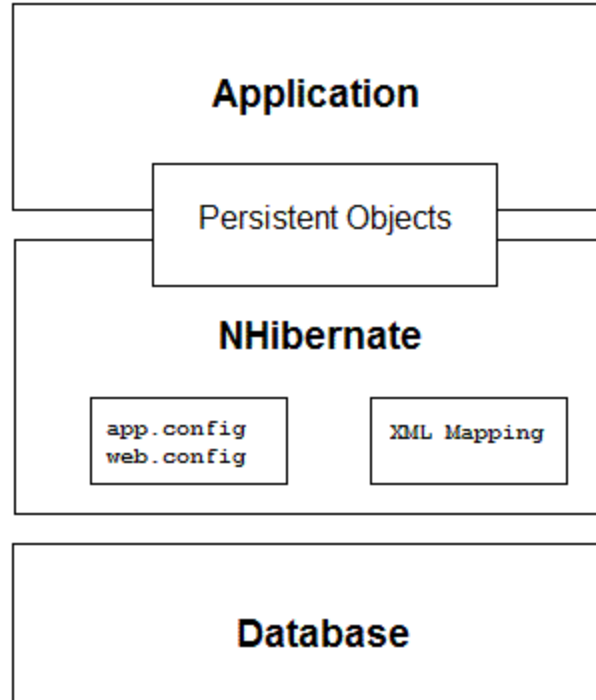 Application
Persistent Objects
NHibernate
app.config
web.config
XML Mapping
Database